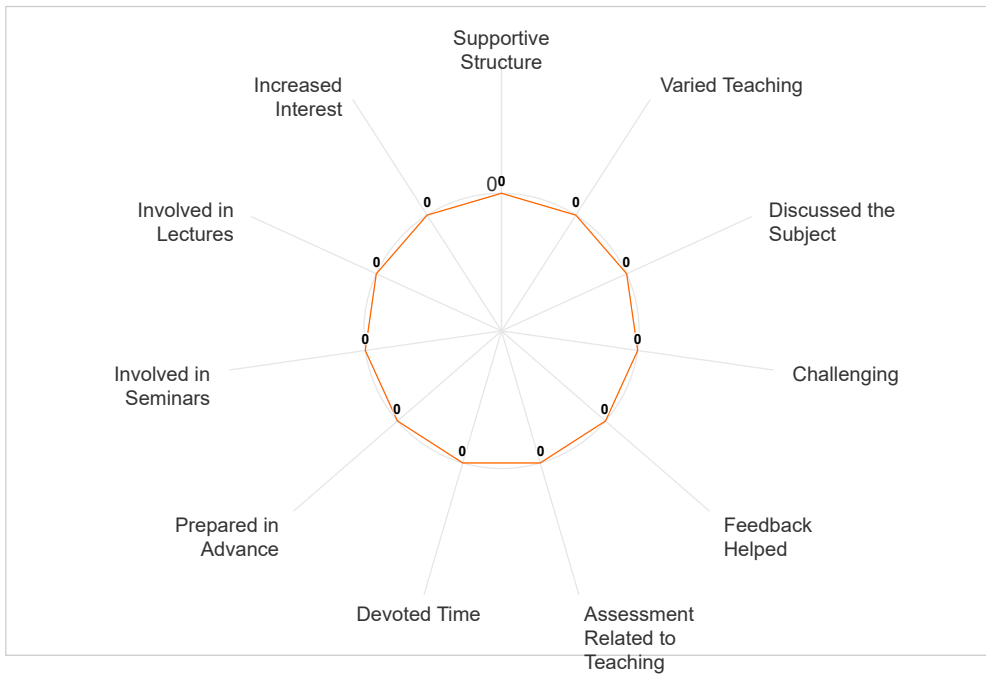 Supportive
Structure
Increased
Interest
Varied Teaching
Involved in
Lectures
Discussed the
Subject
0
0
0
0
0
0
0
0
0
0
0
0
Involved in
Seminars
Challenging
Prepared in
Advance
Feedback
Helped
Devoted Time
Assessment
Related to
Teaching